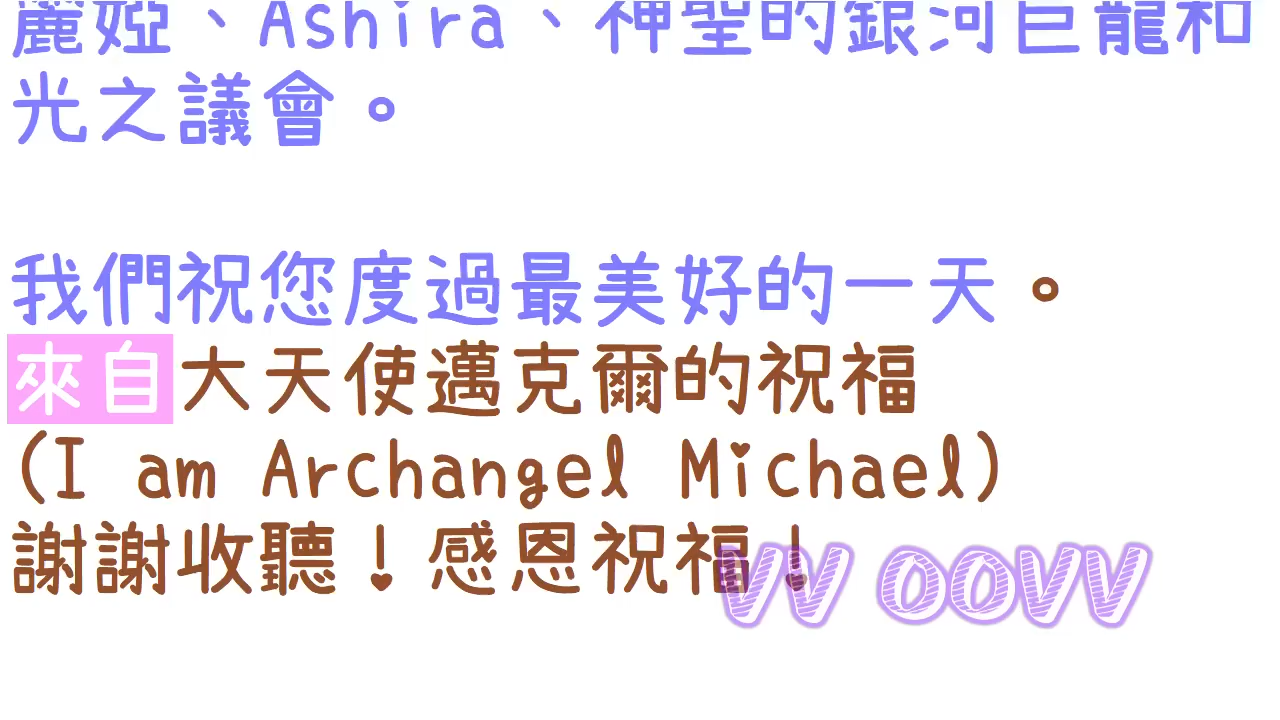 麗婭、Ashira、神聖的銀河巨龍和
光之議會。
我們祝您度過最美好的一天。
來自大天使邁克爾的祝福
(I am Archangel Michael)
謝謝收聽！感恩祝福！
VV OOVV